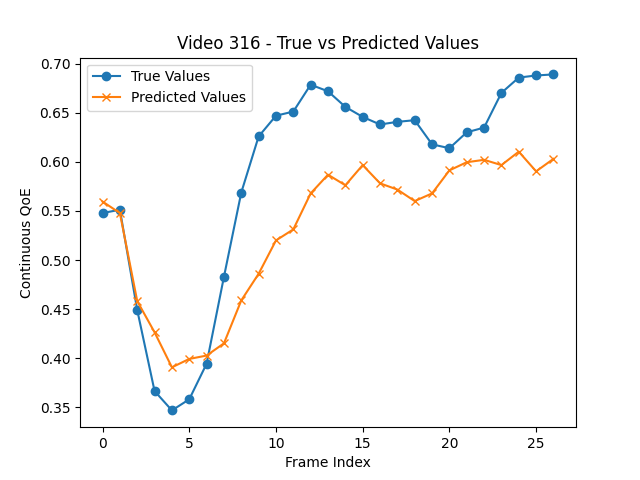 Video 316 - True vs Predicted Values
True Values
Predicted Values
Continuous QoE
0.70
0.65
0.60
0.55
0.50
0.45
0.40
0.35
0 5 10 15 20 25
Frame Index